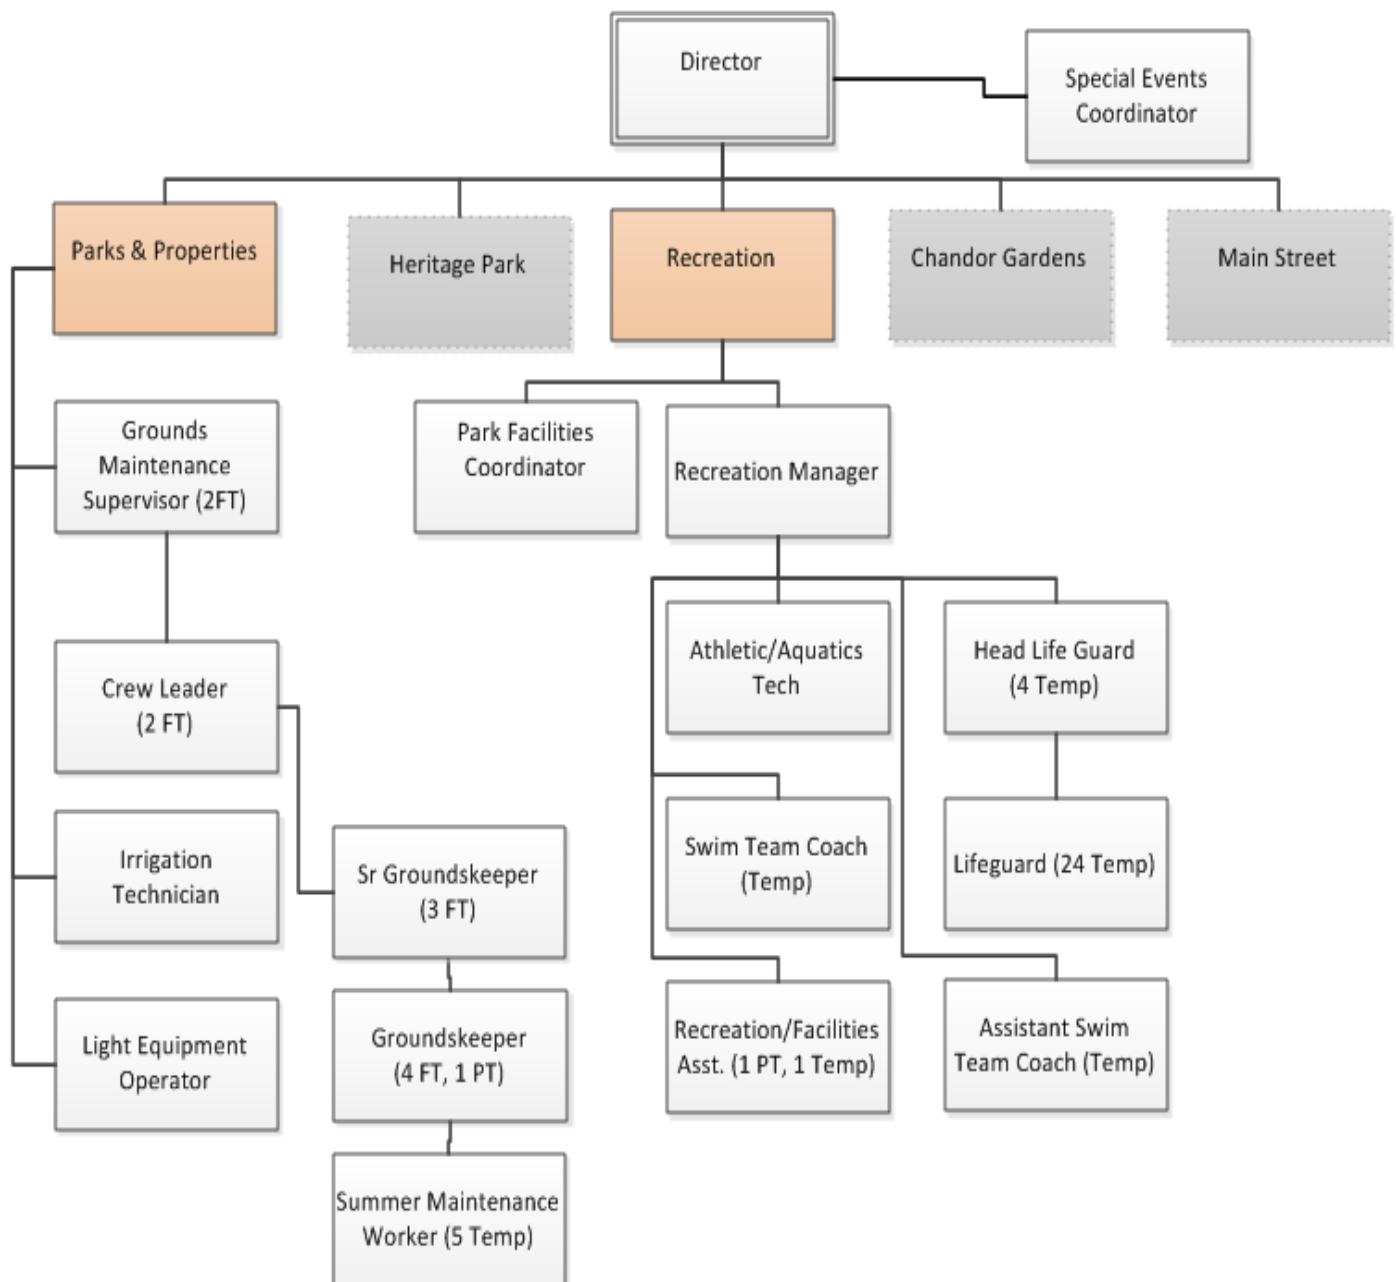 Director
Special Events
Coordinator
Parks & Properties
Heritage Park
Recreation
Chandor Gardens
Main Street
Grounds
Maintenance
Supervisor (2FT)
Park Facilities
Coordinator
Recreation Manager
Crew Leader
(2 FT)
Athletic/Aquatics
Tech
Head Life Guard
(4 Temp)
Irrigation
Technician
Sr Groundskeeper
(3 FT)
Swim Team Coach
(Temp)
Lifeguard (24 Temp)
Light Equipment
Operator
Groundskeeper
(4 FT, 1 PT)
Recreation/Facilities
Asst. (1 PT, 1 Temp)
Assistant Swim
Team Coach (Temp)
Summer Maintenance
Worker (5 Temp)